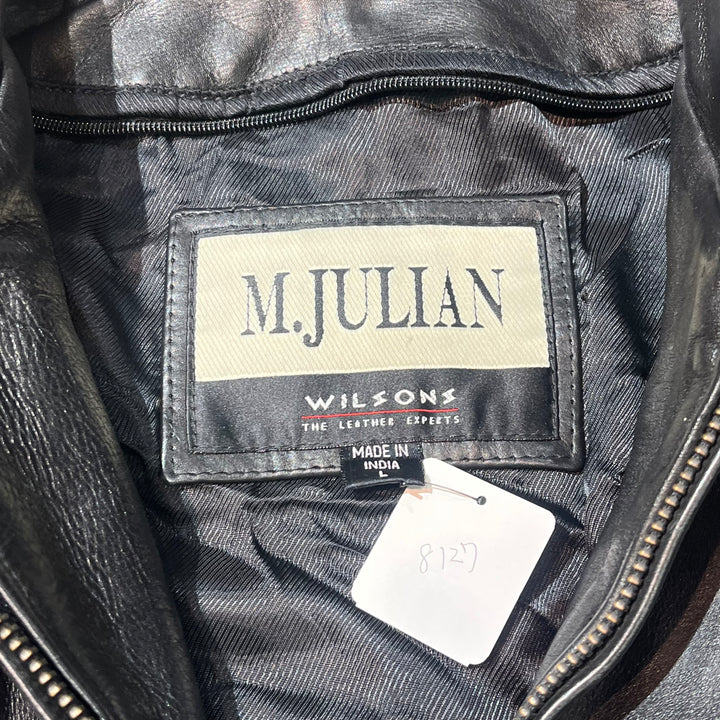 M.JULIAN
WILSONS
THE LEATHER EXPERTS
MADE IN
INDIA
L
8127